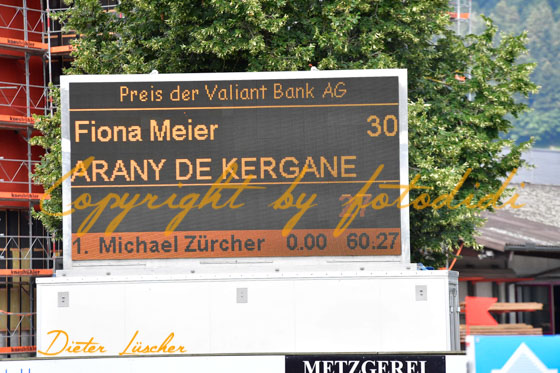 Preis der Valiant Bank AG
Fiona Meier 30
ARANY DE KERGANE
Copyright by fotodidi
1. Michael Zürcher 0.00 60.27
Dieter Lüscher
METZGEREI